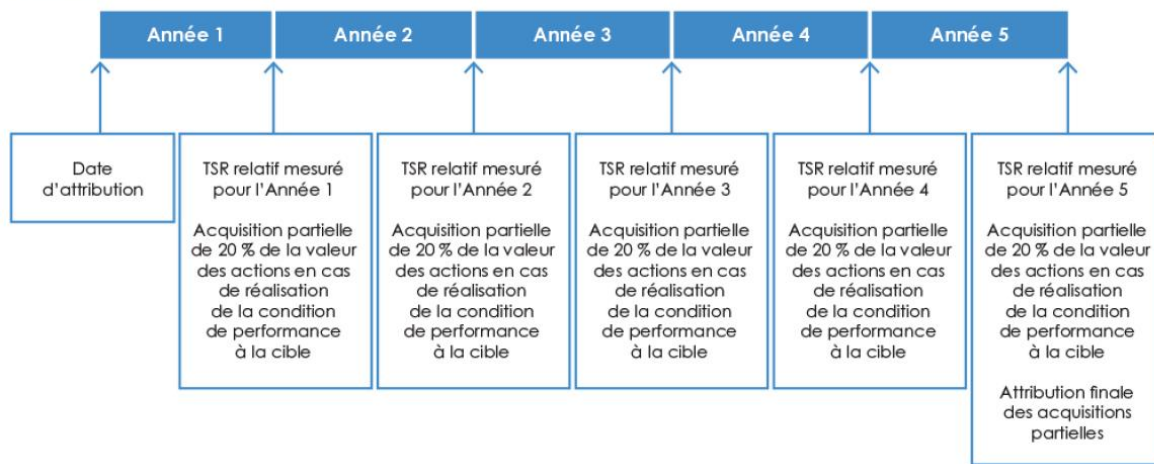 Année 1
Année 2
Année 3
Année 4
Année 5
Date
d'attribution
TSR relatif mesuré
pour l'Année 1
Acquisition partielle
de 20 % de la valeur
des actions en cas
de réalisation
de la condition
de performance
à la cible
TSR relatif mesuré
pour l'Année 2
Acquisition partielle
de 20 % de la valeur
des actions en cas
de réalisation
de la condition
de performance
à la cible
TSR relatif mesuré
pour l'Année 3
Acquisition partielle
de 20 % de la valeur
des actions en cas
de réalisation
de la condition
de performance
à la cible
TSR relatif mesuré
pour l'Année 4
Acquisition partielle
de 20 % de la valeur
des actions en cas
de réalisation
de la condition
de performance
à la cible
TSR relatif mesuré
pour l'Année 5
Acquisition partielle
de 20 % de la valeur
des actions en cas
de réalisation
de la condition
de performance
à la cible
Attribution finale
des acquisitions
partielles